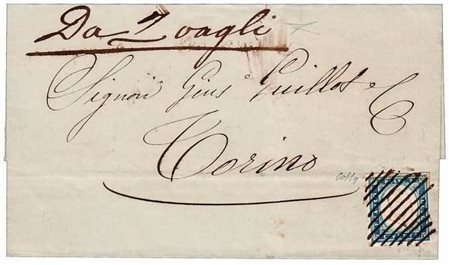 Da Zoagli
Signori Gius Guillot e C
Torino